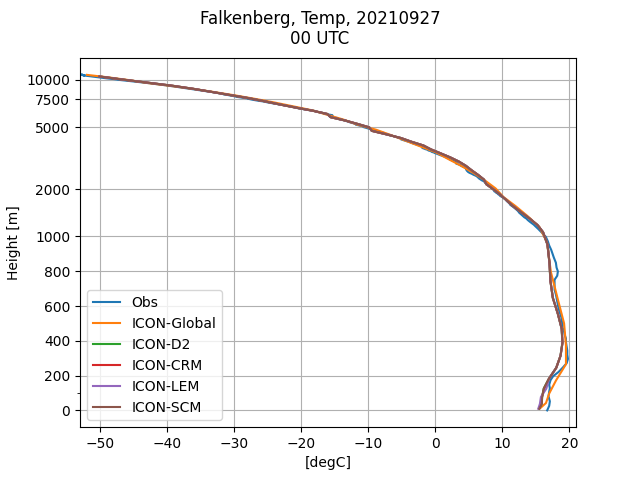 Falkenberg, Temp, 20210927
00 UTC
10000
7500
5000
2000
1000
800
600
400
200
0
Height [m]
Obs
ICON-Global
ICON-D2
ICON-CRM
ICON-LEM
ICON-SCM
−50 −40 −30 −20 −10 0 10 20
[degC]